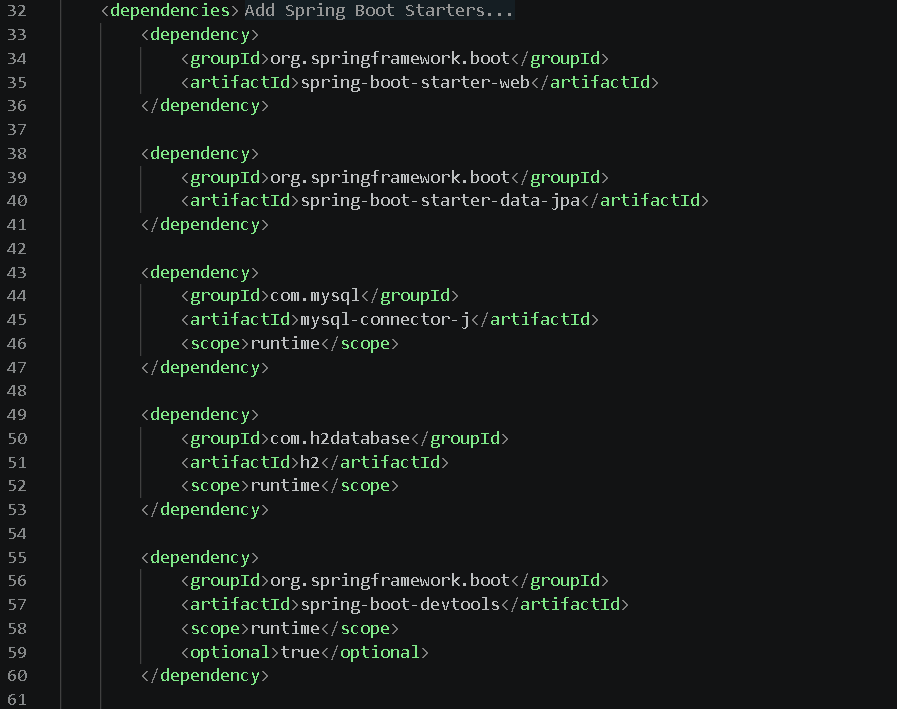 32 <dependencies> Add Spring Boot Starters...
33 <dependency>
34 <groupId>org.springframework.boot</groupId>
35 <artifactId>spring-boot-starter-web</artifactId>
36 </dependency>
37
38 <dependency>
39 <groupId>org.springframework.boot</groupId>
40 <artifactId>spring-boot-starter-data-jpa</artifactId>
41 </dependency>
42
43 <dependency>
44 <groupId>com.mysql</groupId>
45 <artifactId>mysql-connector-j</artifactId>
46 <scope>runtime</scope>
47 </dependency>
48
49 <dependency>
50 <groupId>com.h2database</groupId>
51 <artifactId>h2</artifactId>
52 <scope>runtime</scope>
53 </dependency>
54
55 <dependency>
56 <groupId>org.springframework.boot</groupId>
57 <artifactId>spring-boot-devtools</artifactId>
58 <scope>runtime</scope>
59 <optional>true</optional>
60 </dependency>
61